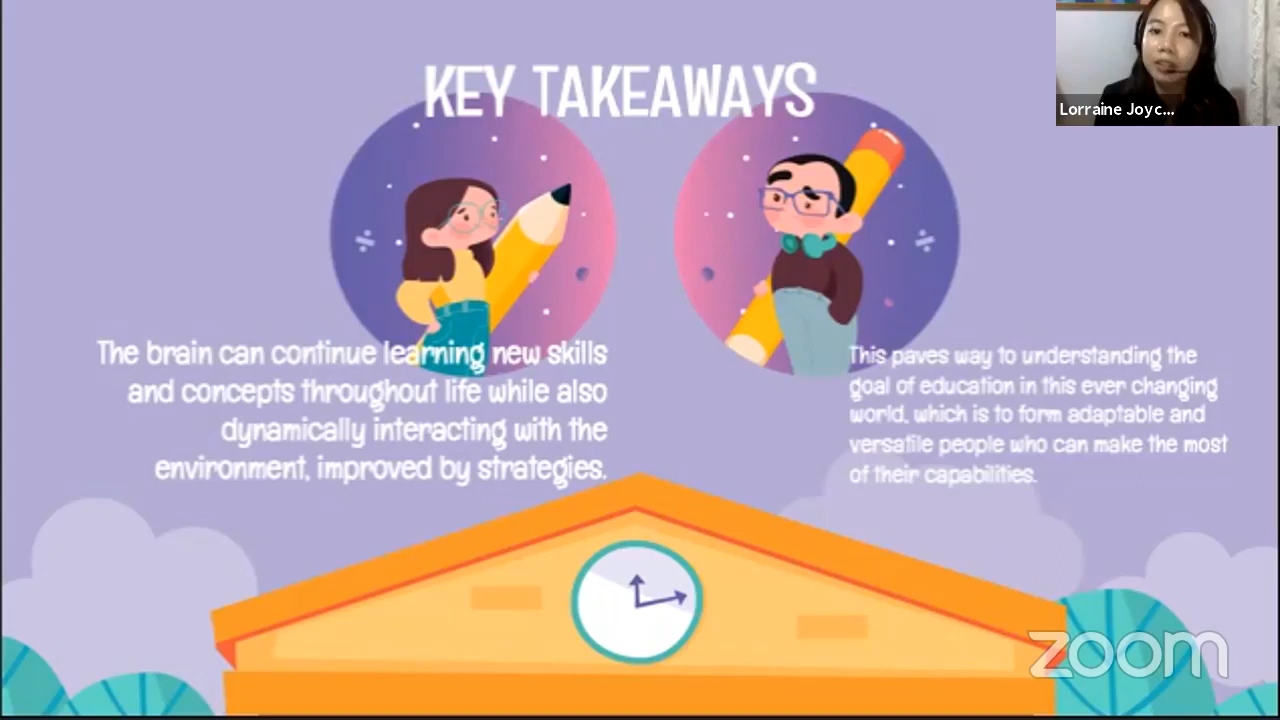 KEY TAKEAWAYS
Lorraine Joyc...
The brain can continue learning new skills
and concepts throughout life while also
dynamically interacting with the
environment, improved by strategies.
This paves way to understanding the
goal of education in this ever changing
world, which is to form adaptable and
versatile people who can make the most
of their capabilities.
zoom